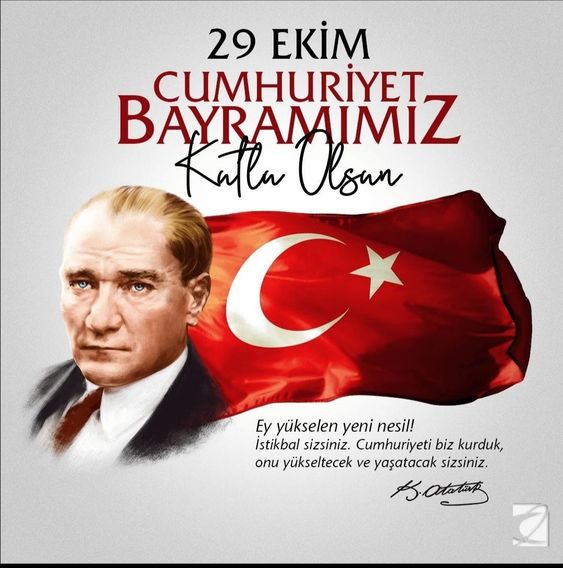 29 EKİM
CUMHURİYET
BAYRAMIMIZ
Kutlu Olsun
Ey yükselen yeni nesil!
İstikbal sizsiniz. Cumhuriyeti biz kurduk,
onu yükseltecek ve yaşatacak sizsiniz.
K. Atatürk